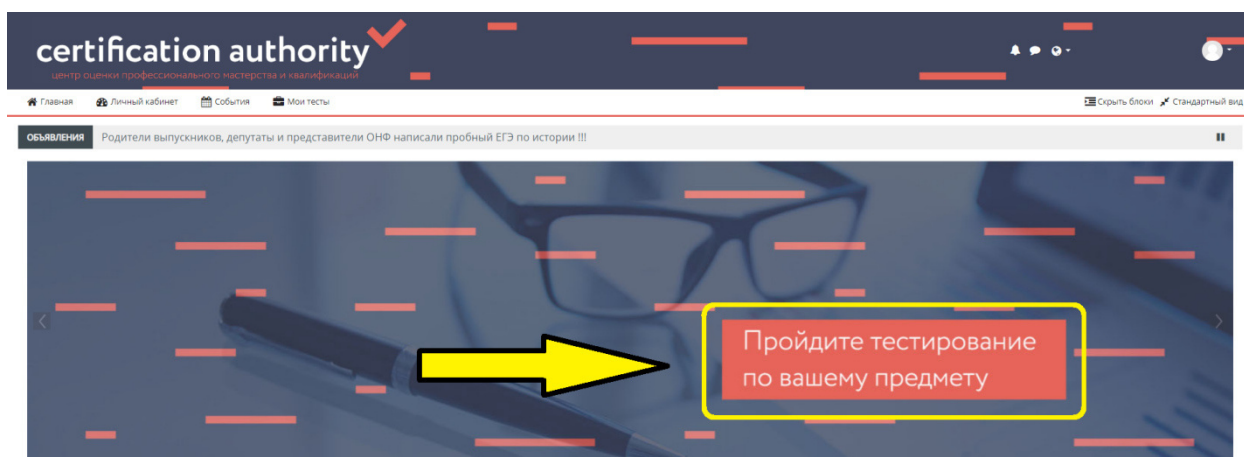 certification authority
центр оценки профессионального мастерства и квалификаций
Главная Личный кабинет События Мои тесты Скрыть блоки Стандартный вид
ОБЪЯВЛЕНИЯ Родители выпускников, депутаты и представители ОНФ написали пробный ЕГЭ по истории !!!
Пройдите тестирование
по вашему предмету